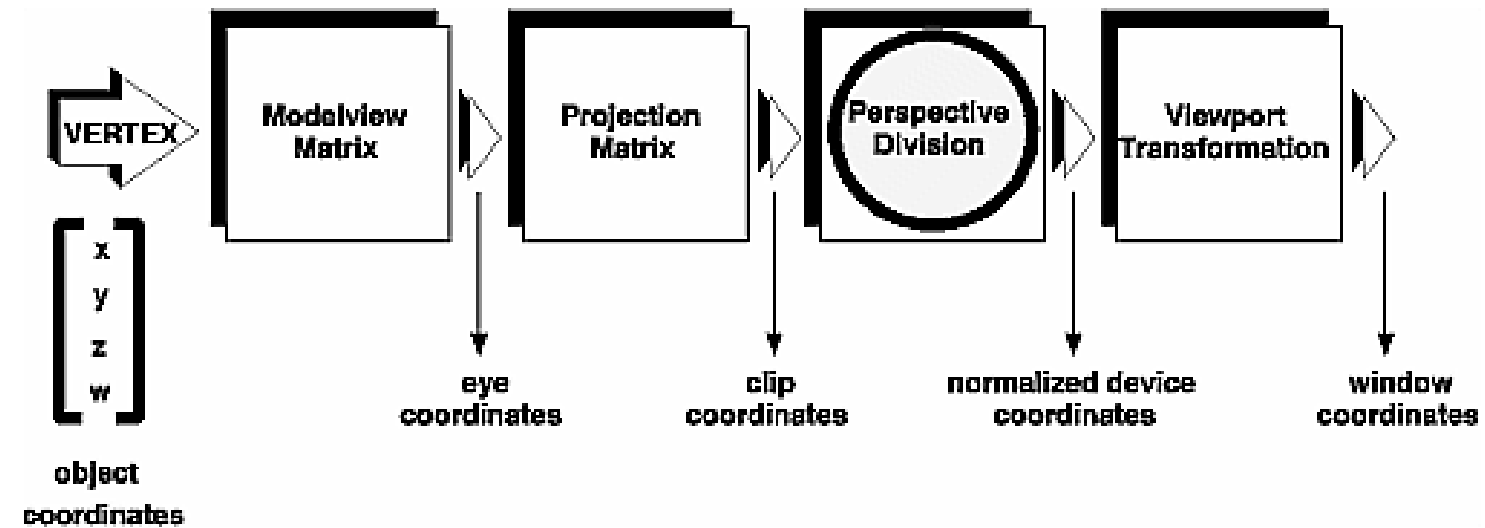 VERTEX
Modelview
Matrix
Projection
Matrix
Perspective
Division
Viewport
Transformation
x
y
z
w
object
coordinates
eye
coordinates
clip
coordinates
normalized device
coordinates
window
coordinates